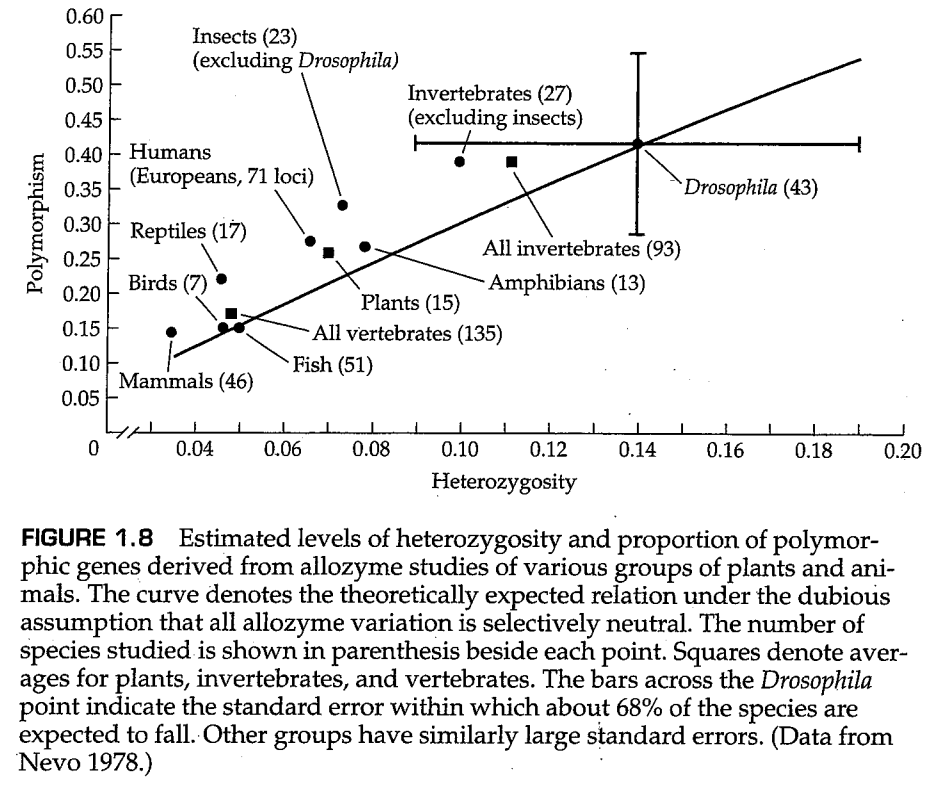 0.60
0.55
0.50
0.45
0.40
0.35
0.30
0.25
0.20
0.15
0.10
0.05
Polymorphism
Insects (23)
(excluding Drosophila)
Invertebrates (27)
(excluding insects)
Humans
(Europeans, 71 loci)
Drosophila (43)
Reptiles (17)
All invertebrates (93)
Birds (7)
Amphibians (13)
Plants (15)
All vertebrates (135)
Fish (51)
Mammals (46)
0 0.04 0.06 0.08 0.10 0.12 0.14 0.16 0.18 0.20
Heterozygosity
FIGURE 1.8 Estimated levels of heterozygosity and proportion of polymor-
phic genes derived from allozyme studies of various groups of plants and ani-
mals. The curve denotes the theoretically expected relation under the dubious
assumption that all allozyme variation is selectively neutral. The number of
species studied is shown in parenthesis beside each point. Squares denote aver-
ages for plants, invertebrates, and vertebrates. The bars across the Drosophila
point indicate the standard error within which about 68% of the species are
expected to fall. Other groups have similarly large standard errors. (Data from
Nevo 1978.)